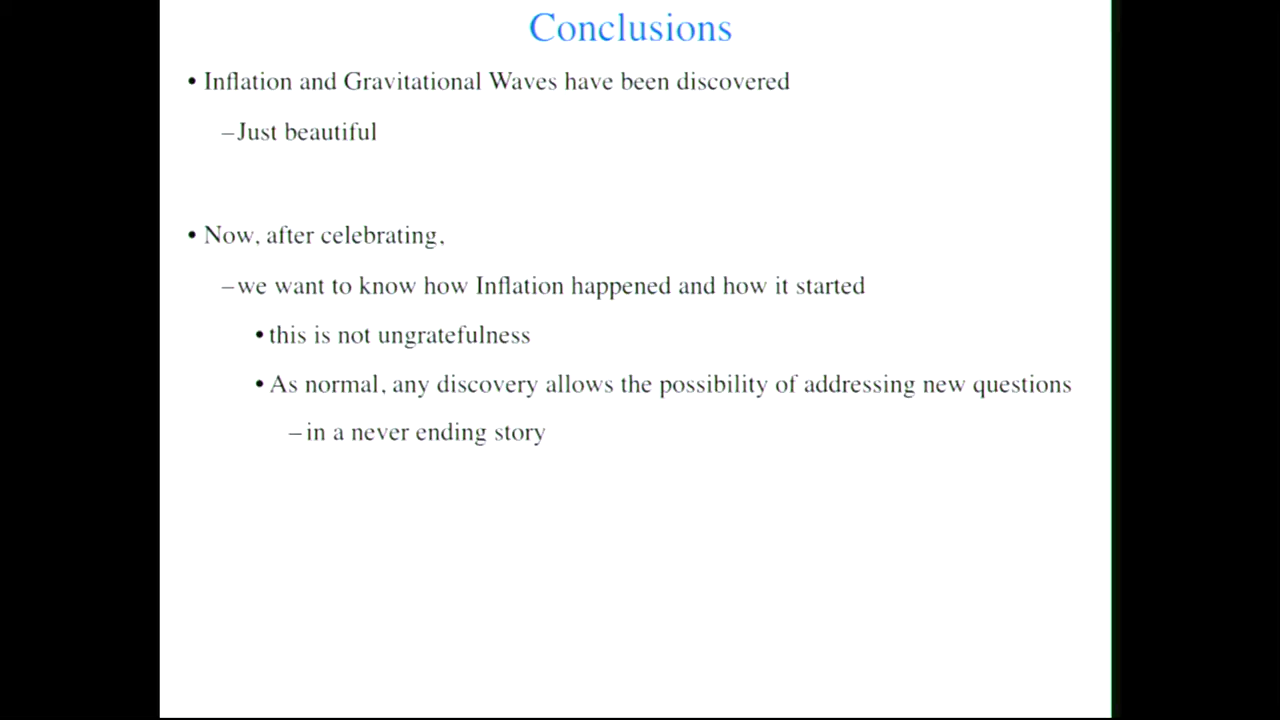 Conclusions
• Inflation and Gravitational Waves have been discovered
–Just beautiful
• Now, after celebrating,
–we want to know how Inflation happened and how it started
• this is not ungratefulness
• As normal, any discovery allows the possibility of addressing new questions
–in a never ending story